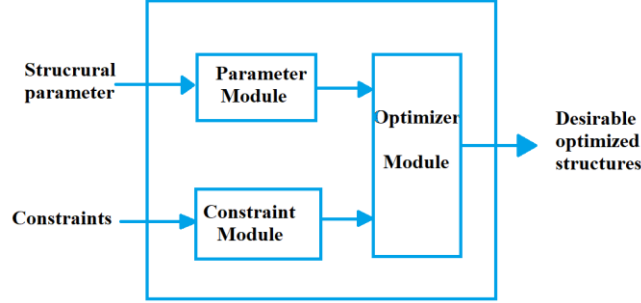 Strucrural
parameter
Parameter
Module
Optimizer
Module
Desirable
optimized
structures
Constraints
Constraint
Module